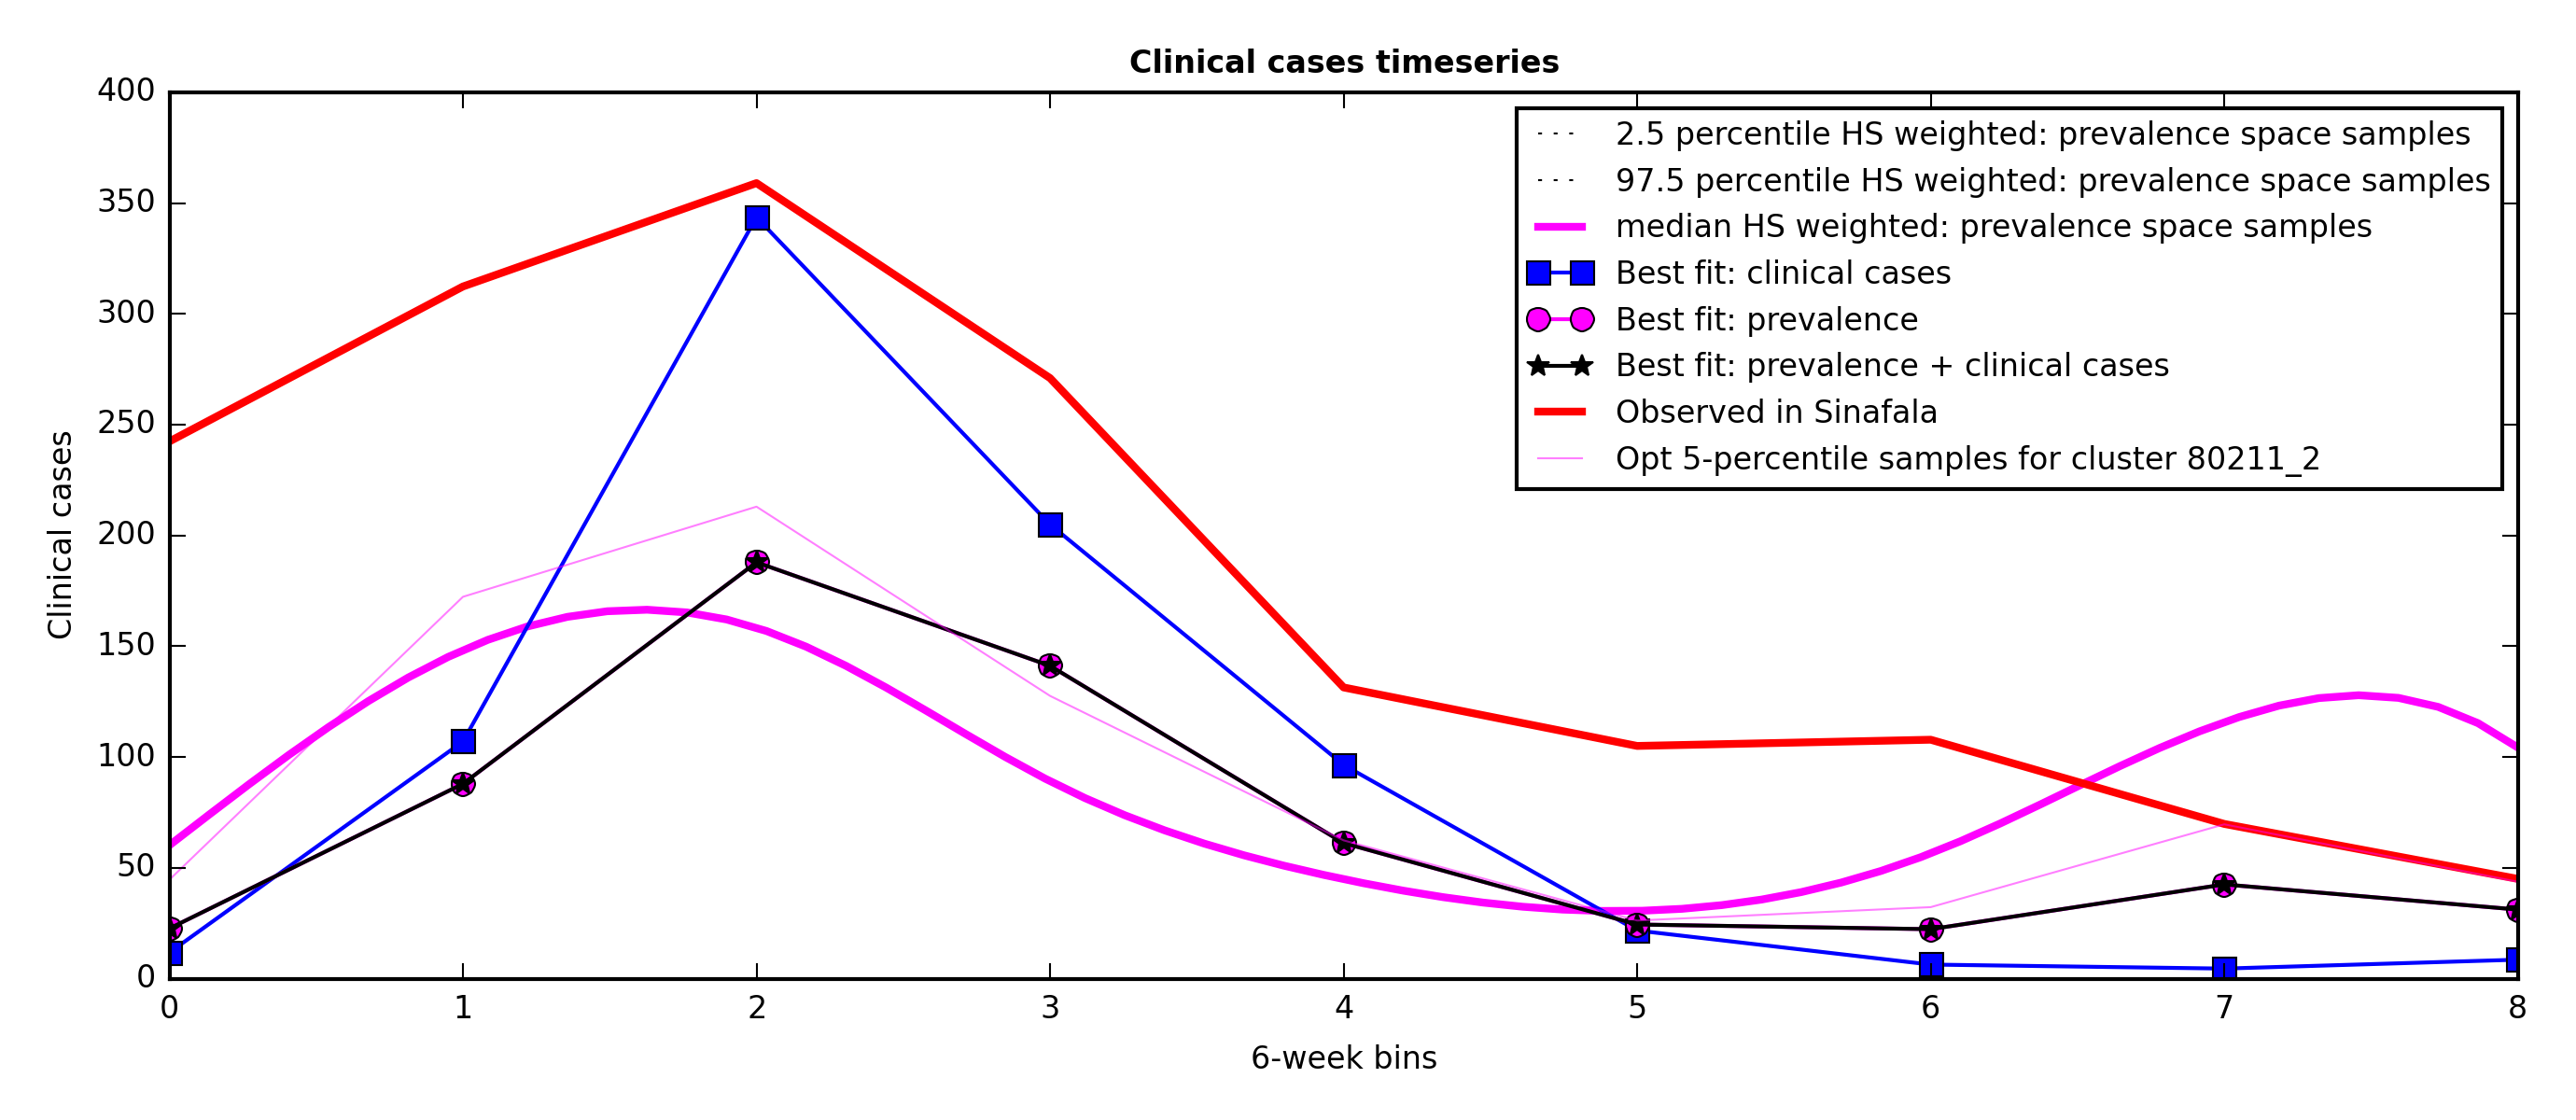 Clinical cases timeseries
400
350
300
250
200
150
100
50
0
Clinical cases
2.5 percentile HS weighted: prevalence space samples
97.5 percentile HS weighted: prevalence space samples
median HS weighted: prevalence space samples
Best fit: clinical cases
Best fit: prevalence
Best fit: prevalence + clinical cases
Observed in Sinafala
Opt 5-percentile samples for cluster 80211_2
0 1 2 3 4 5 6 7 8
6-week bins